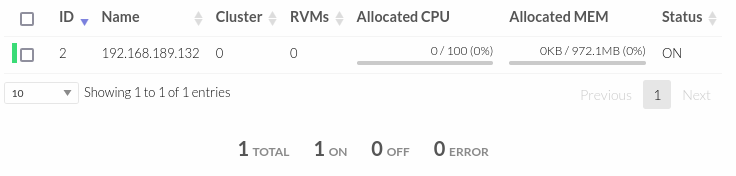 ID Name Cluster RVMs Allocated CPU Allocated MEM Status
2 192.168.189.132 0 0 0 / 100 (0%) 0KB / 972.1MB (0%) ON
10 Showing 1 to 1 of 1 entries Previous 1 Next
1 TOTAL 1 ON 0 OFF 0 ERROR